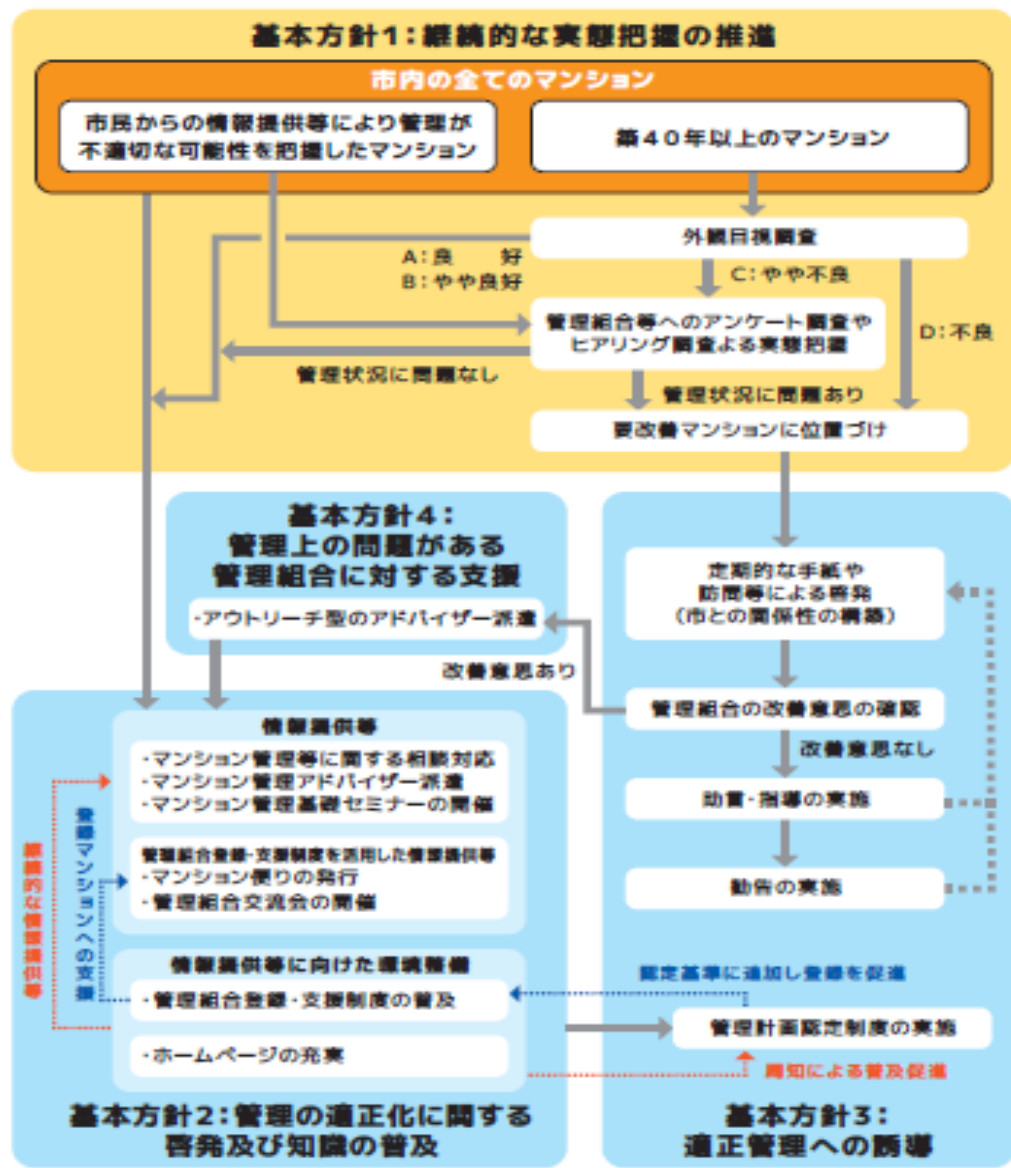 基本方針1：継続的な実態把握の推進
市内の全てのマンション
市民からの情報提供等により管理が
不適切な可能性を把握したマンション
築40年以上のマンション
外観目視調査
A：良　　好
B：やや良好
C：やや不良
D：不良
管理組合等へのアンケート調査や
ヒアリング調査よる実態把握
管理状況に問題なし
管理状況に問題あり
要改善マンションに位置づけ
基本方針4：
管理上の問題がある
管理組合に対する支援
・アウトリーチ型のアドバイザー派遣
改善意思あり
定期的な手紙や
訪問等による啓発
（市との関係性の構築）
管理組合の改善意思の確認
改善意思なし
助言・指導の実施
勧告の実施
情報提供等
・マンション管理等に関する相談対応
・マンション管理アドバイザー派遣
・マンション管理基礎セミナーの開催
管理組合登録・支援制度を活用した情報提供等
・マンション便りの発行
・管理組合交流会の開催
登録マンションへの支援
情報提供等に向けた環境整備
・管理組合登録・支援制度の普及
・ホームページの充実
認定基準に追加し登録を促進
管理計画認定制度の実施
周知による普及促進
基本方針2：管理の適正化に関する
啓発及び知識の普及
基本方針3：
適正管理への誘導